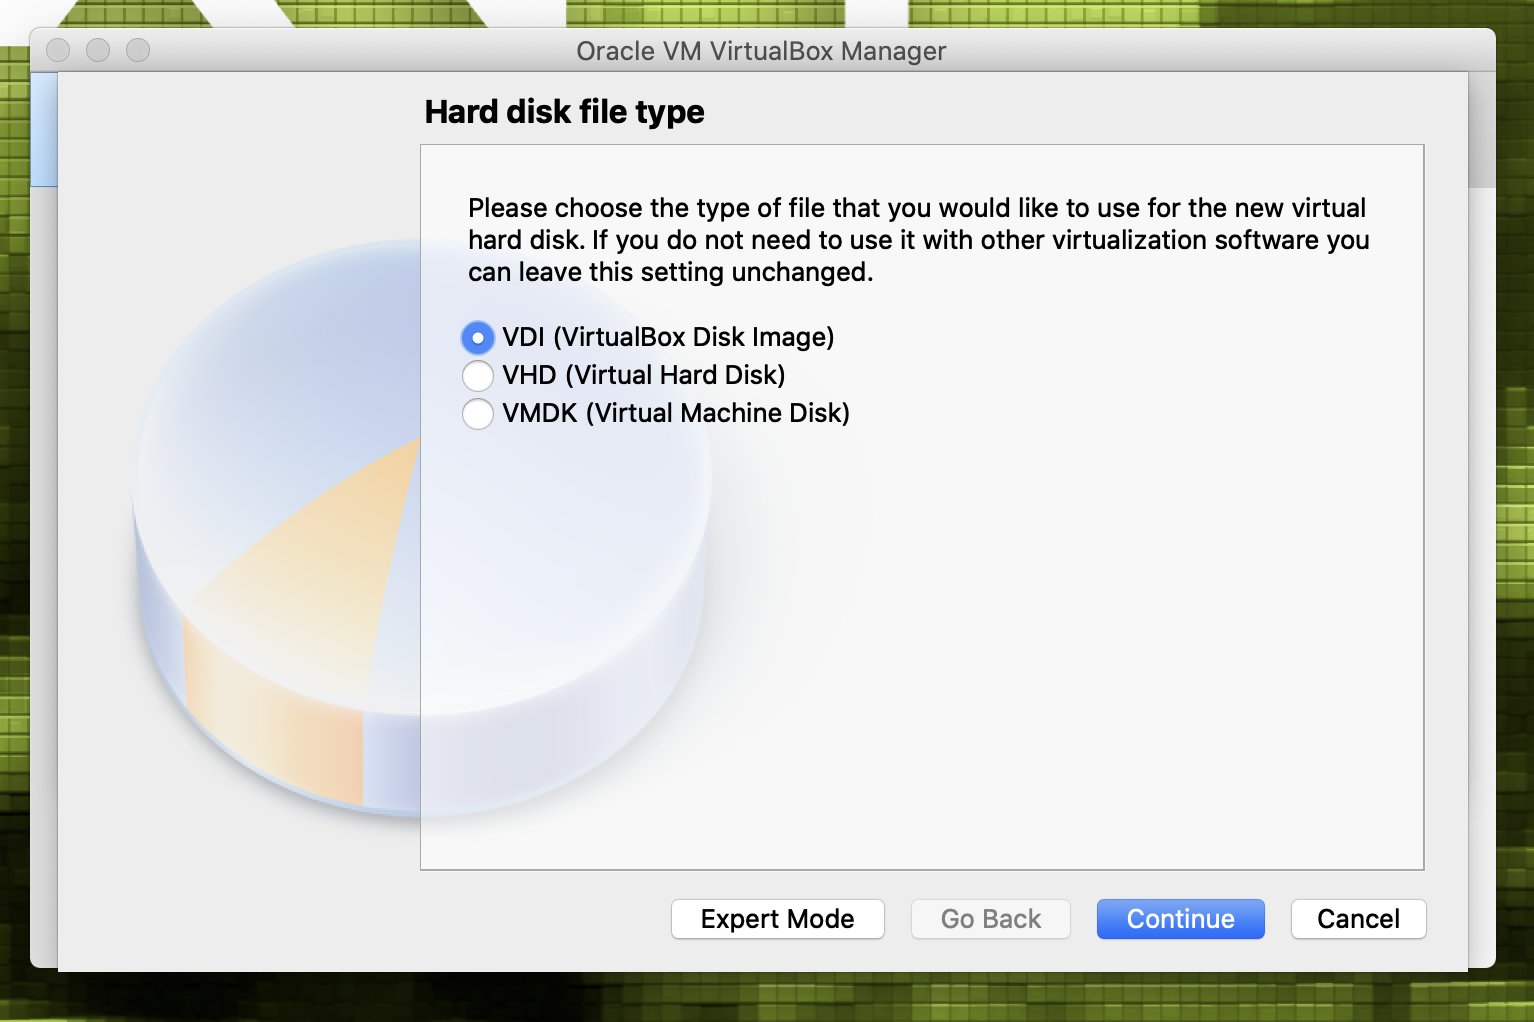 Oracle VM VirtualBox Manager
Hard disk file type
Please choose the type of file that you would like to use for the new virtual
hard disk. If you do not need to use it with other virtualization software you
can leave this setting unchanged.
VDI (VirtualBox Disk Image)
VHD (Virtual Hard Disk)
VMDK (Virtual Machine Disk)
Expert Mode
Go Back
Continue
Cancel